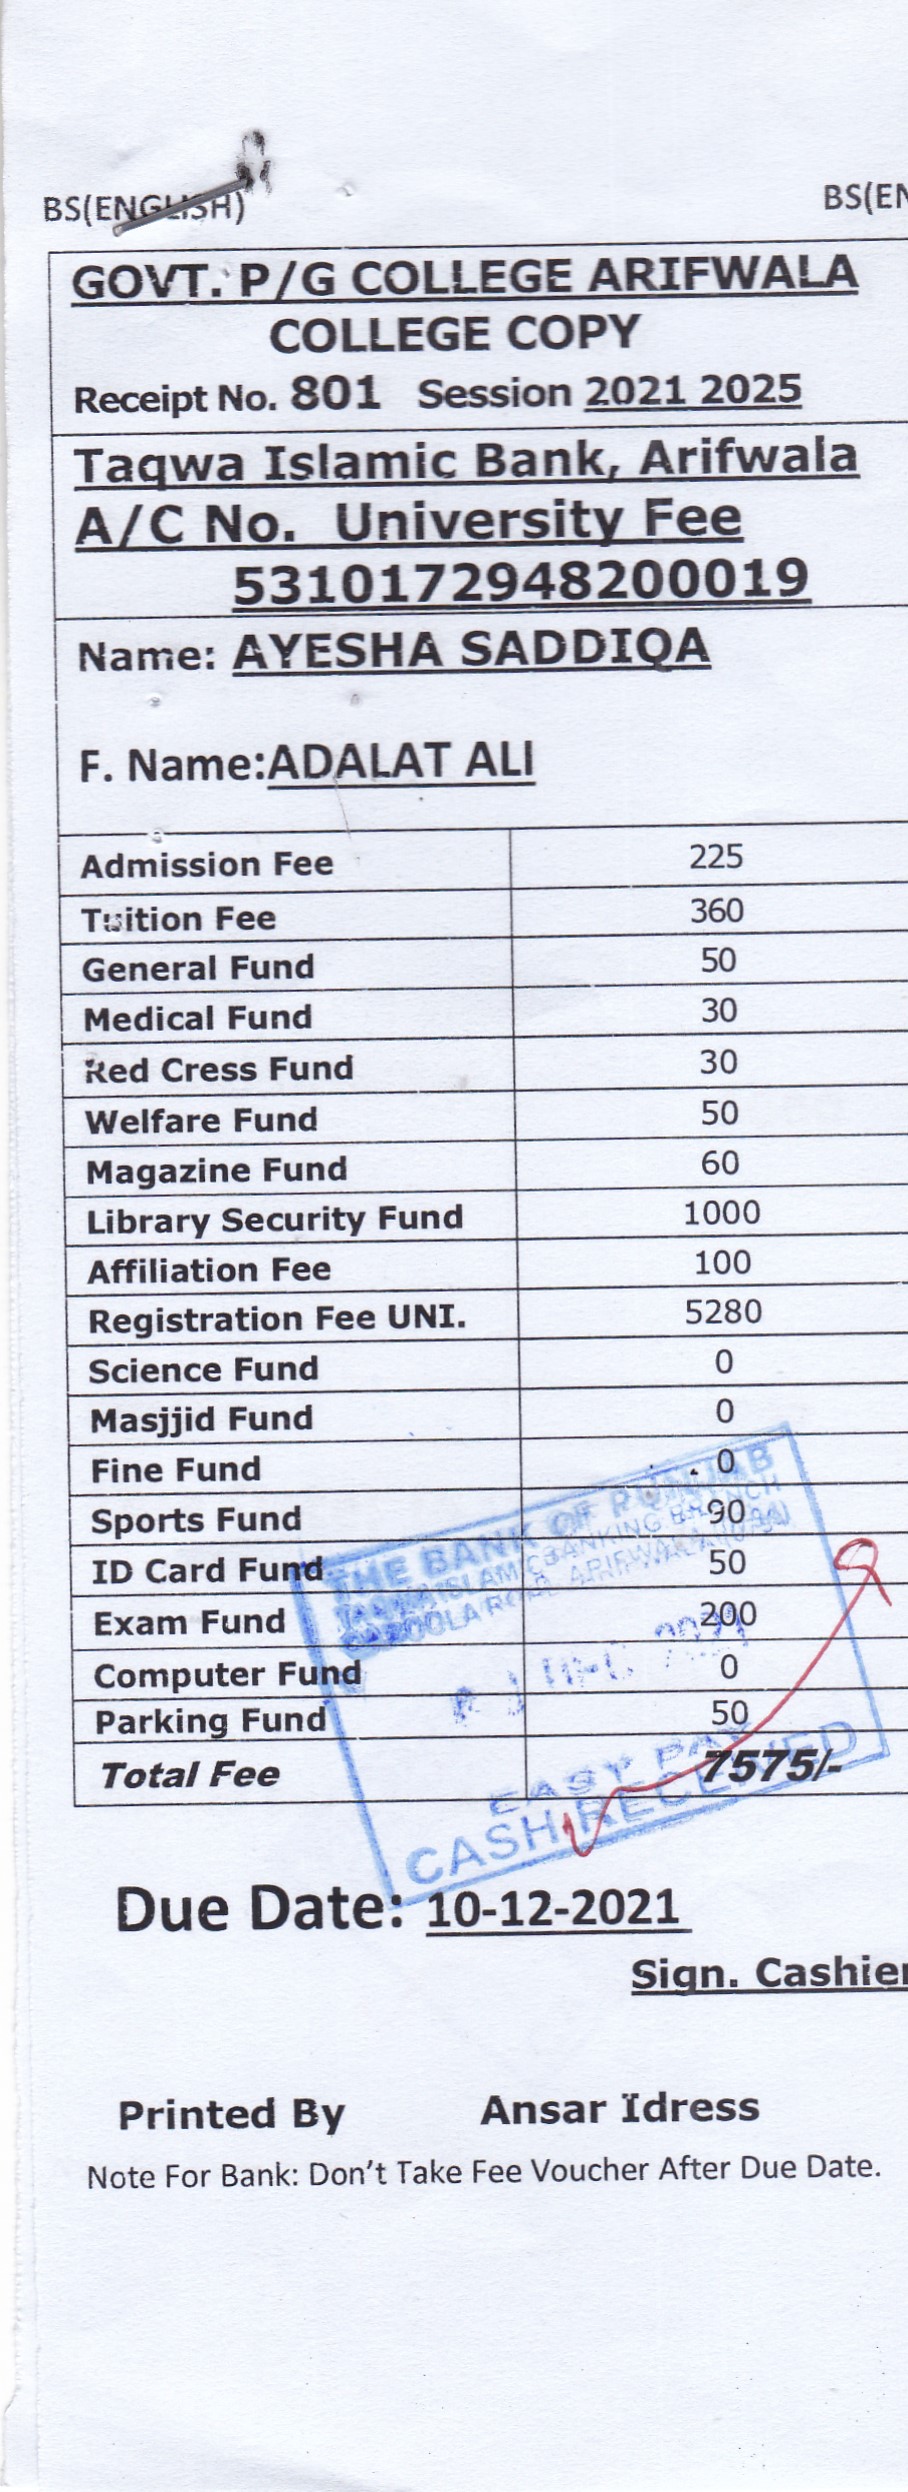 BS(ENGLISH)
BS(EN
GOVT. P/G COLLEGE ARIFWALA
COLLEGE COPY
Receipt No. 801 Session 2021 2025
Taqwa Islamic Bank, Arifwala
A/C No. University Fee
5310172948200019
Name: AYESHA SADDIQA
F. Name:ADALAT ALI
Admission Fee 225
Tuition Fee 360
General Fund 50
Medical Fund 30
Red Cress Fund 30
Welfare Fund 50
Magazine Fund 60
Library Security Fund 1000
Affiliation Fee 100
Registration Fee UNI. 5280
Science Fund 0
Masjjid Fund 0
Fine Fund 0
Sports Fund 90
ID Card Fund 50
Exam Fund 200
Computer Fund 0
Parking Fund 50
Total Fee 7575/-
THE BANK OF PUNJAB
TAQWA ISLAMIC BANKING BRANCH
QABOOLA ROAD ARIFWALA
DEC 2021
EASY PAY
CASH RECEIVED
Due Date: 10-12-2021
Sign. Cashier
Printed By Ansar Idress
Note For Bank: Don't Take Fee Voucher After Due Date.